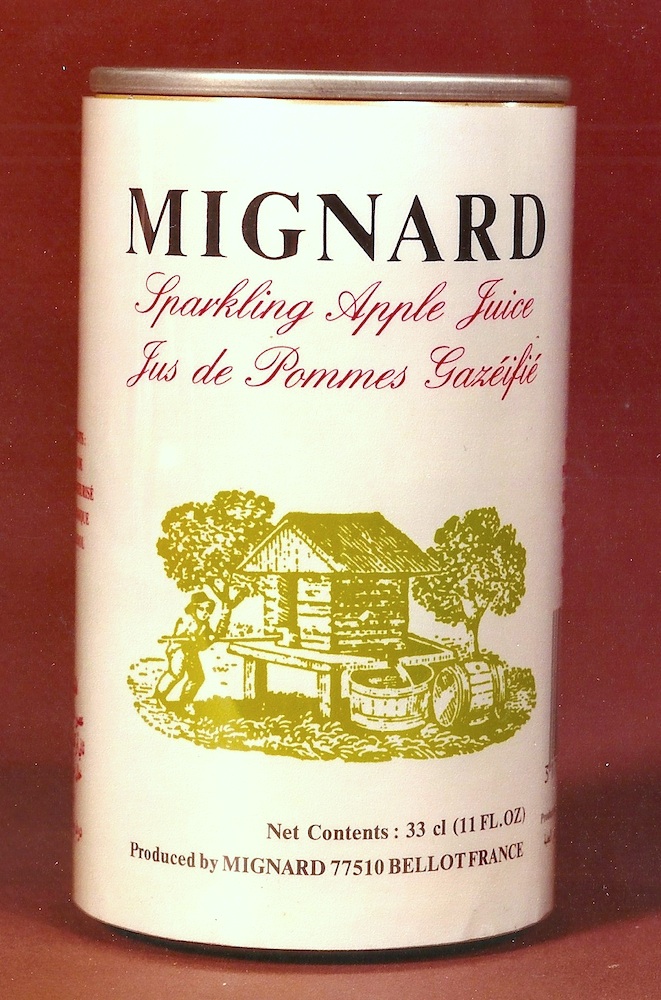 MIGNARD
Sparkling Apple Juice
Jus de Pommes Gazéifié
Net Contents : 33 cl (11 FL.OZ)
Produced by MIGNARD 77510 BELLOT FRANCE